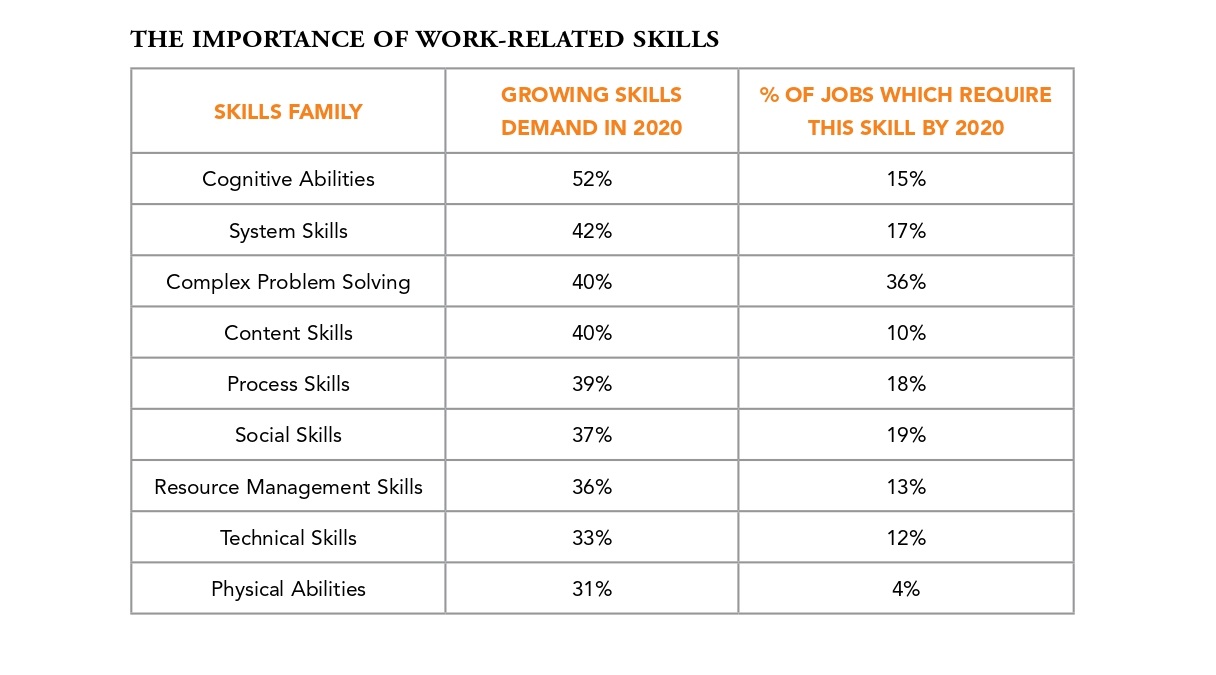 THE IMPORTANCE OF WORK-RELATED SKILLS
SKILLS FAMILY
GROWING SKILLS
DEMAND IN 2020
% OF JOBS WHICH REQUIRE
THIS SKILL BY 2020
Cognitive Abilities 52% 15%
System Skills 42% 17%
Complex Problem Solving 40% 36%
Content Skills 40% 10%
Process Skills 39% 18%
Social Skills 37% 19%
Resource Management Skills 36% 13%
Technical Skills 33% 12%
Physical Abilities 31% 4%